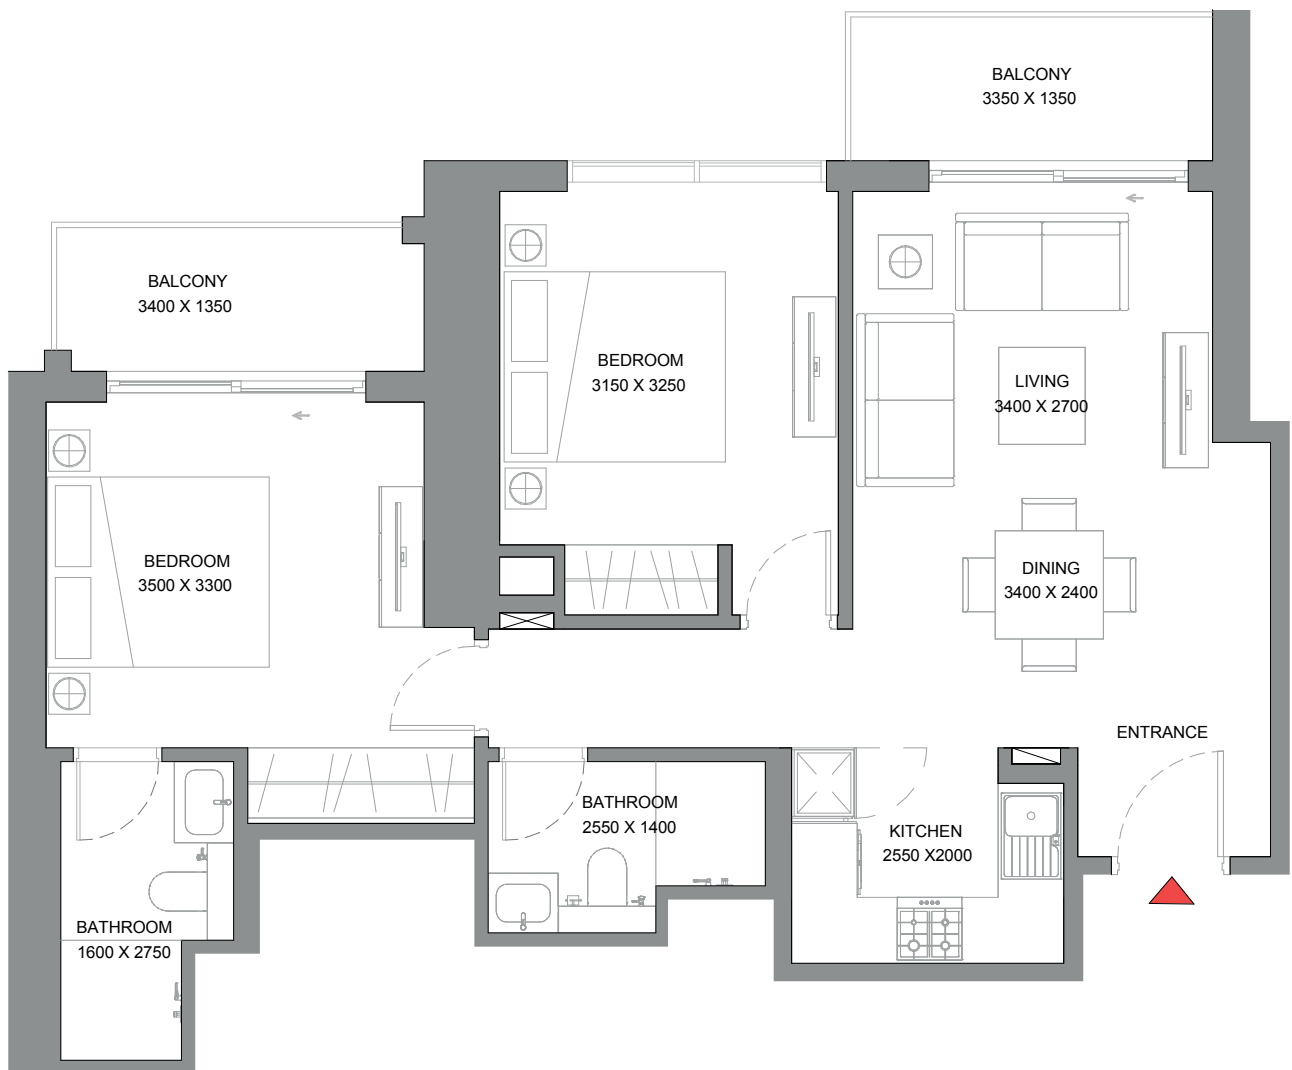 BALCONY
3350 X 1350
BALCONY
3400 X 1350
BEDROOM
3150 X 3250
LIVING
3400 X 2700
BEDROOM
3500 X 3300
DINING
3400 X 2400
ENTRANCE
BATHROOM
2550 X 1400
KITCHEN
2550 X2000
BATHROOM
1600 X 2750